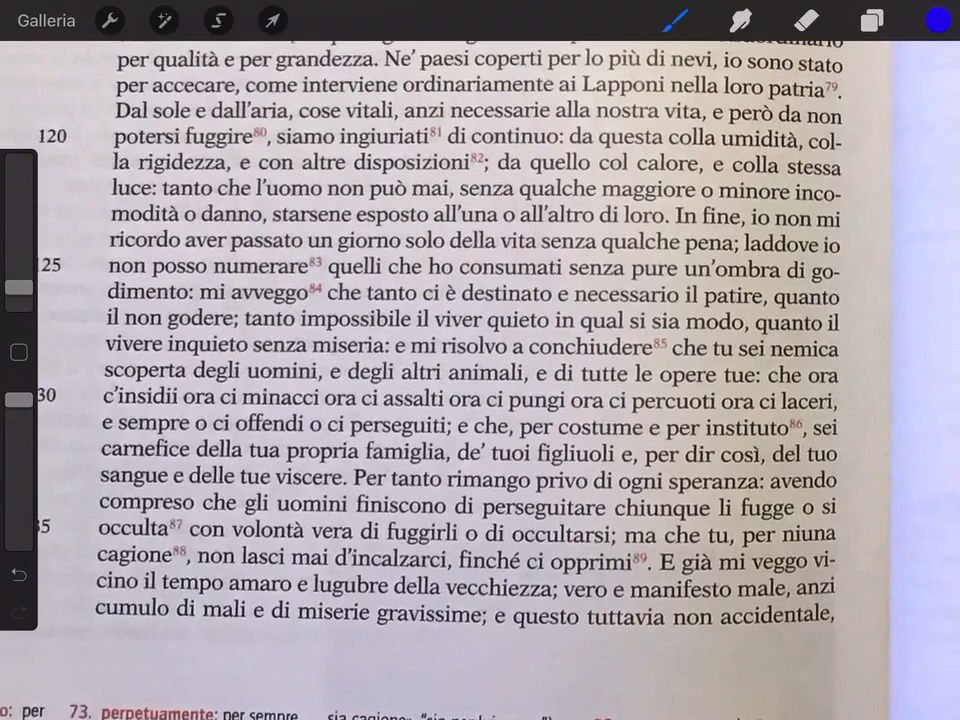 Galleria
per qualità e per grandezza. Ne' paesi coperti per lo più di nevi, io sono stato
per accecare, come interviene ordinariamente ai Lapponi nella loro patria79.
Dal sole e dall'aria, cose vitali, anzi necessarie alla nostra vita, e però da non
120 potersi fuggire80, siamo ingiuriati81 di continuo: da questa colla umidità, col-
la rigidezza, e con altre disposizioni82; da quello col calore, e colla stessa
luce: tanto che l'uomo non può mai, senza qualche maggiore o minore inco-
modità o danno, starsene esposto all'una o all'altro di loro. In fine, io non mi
ricordo aver passato un giorno solo della vita senza qualche pena; laddove io
25 non posso numerare83 quelli che ho consumati senza pure un'ombra di go-
dimento: mi avveggo84 che tanto ci è destinato e necessario il patire, quanto
il non godere; tanto impossibile il viver quieto in qual si sia modo, quanto il
vivere inquieto senza miseria: e mi risolvo a conchiudere85 che tu sei nemica
scoperta degli uomini, e degli altri animali, e di tutte le opere tue: che ora
30 c'insidii ora ci minacci ora ci assalti ora ci pungi ora ci percuoti ora ci laceri,
e sempre o ci offendi o ci perseguiti; e che, per costume e per instituto86, sei
carnefice della tua propria famiglia, de' tuoi figliuoli e, per dir così, del tuo
sangue e delle tue viscere. Per tanto rimango privo di ogni speranza: avendo
compreso che gli uomini finiscono di perseguitare chiunque li fugge o si
35 occulta87 con volontà vera di fuggirli o di occultarsi; ma che tu, per niuna
cagione88, non lasci mai d'incalzarci, finché ci opprimi89. E già mi veggo vi-
cino il tempo amaro e lugubre della vecchiezza; vero e manifesto male, anzi
cumulo di mali e di miserie gravissime; e questo tuttavia non accidentale,
o: per 73. perpetuamente: per sempre